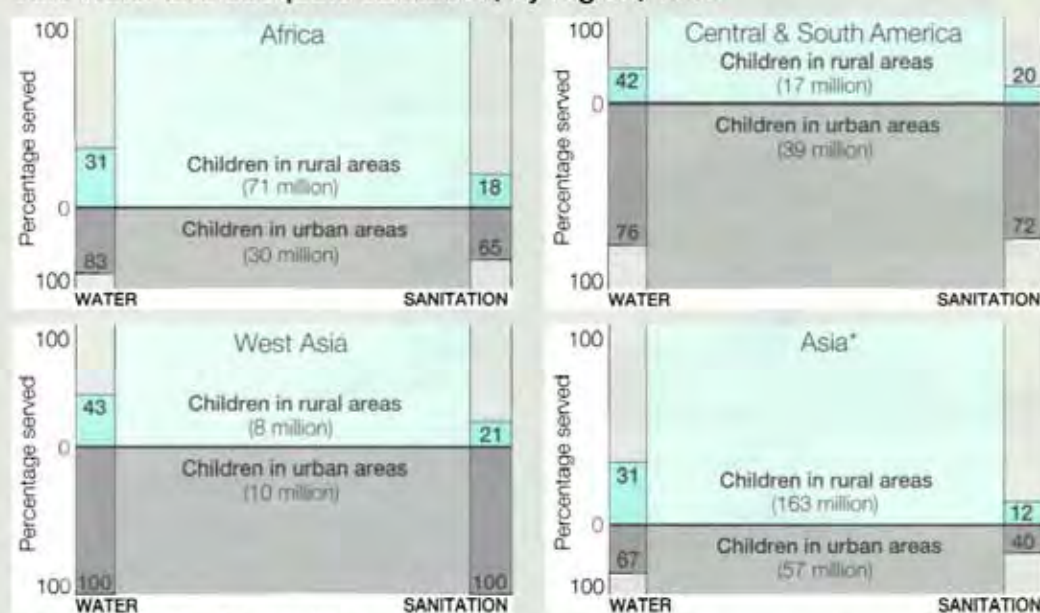 100
Africa
Percentage served
31
Children in rural areas
(71 million)
18
0
Children in urban areas
(30 million)
83
65
100
WATER
SANITATION
100
Central & South America
Children in rural areas
(17 million)
Percentage served
42
20
0
Children in urban areas
(39 million)
76
72
100
WATER
SANITATION
100
West Asia
Percentage served
43
Children in rural areas
(8 million)
21
0
Children in urban areas
(10 million)
100
100
100
WATER
SANITATION
100
Asia*
Percentage served
31
Children in rural areas
(163 million)
12
0
Children in urban areas
(57 million)
67
40
100
WATER
SANITATION